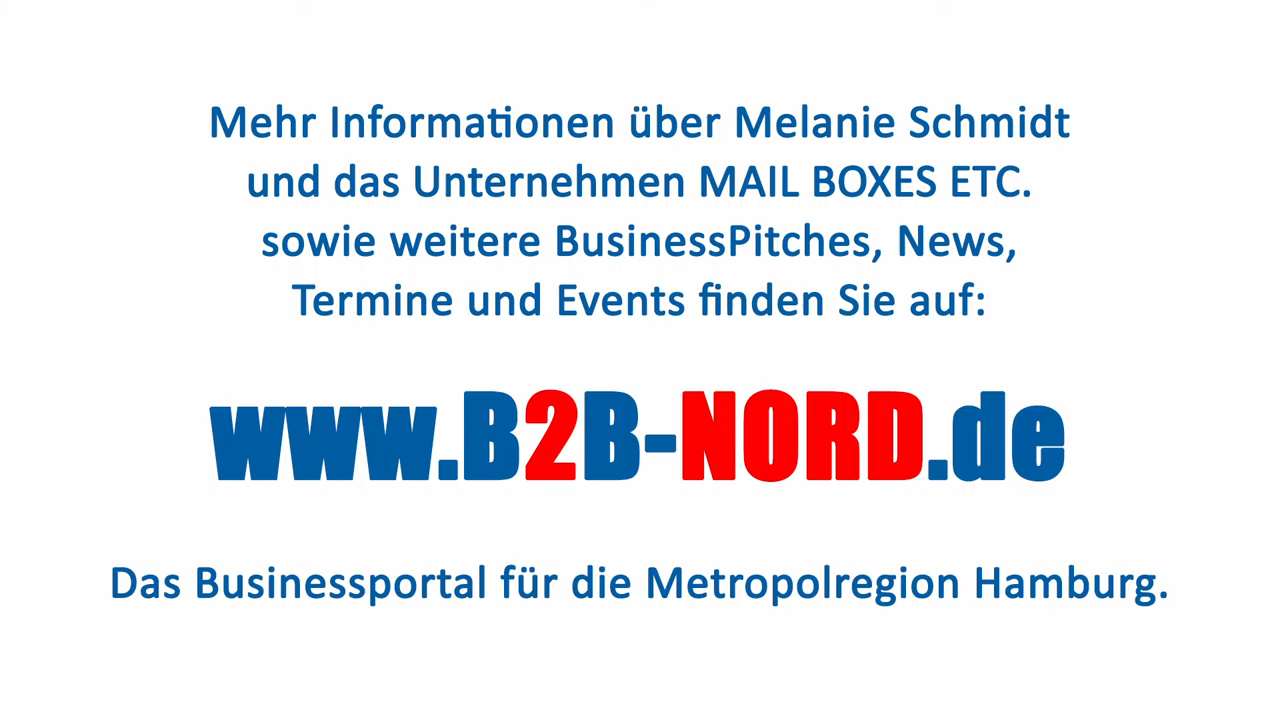 Mehr Informationen über Melanie Schmidt
und das Unternehmen MAIL BOXES ETC.
sowie weitere BusinessPitches, News,
Termine und Events finden Sie auf:
www.B2B-NORD.de
Das Businessportal für die Metropolregion Hamburg.